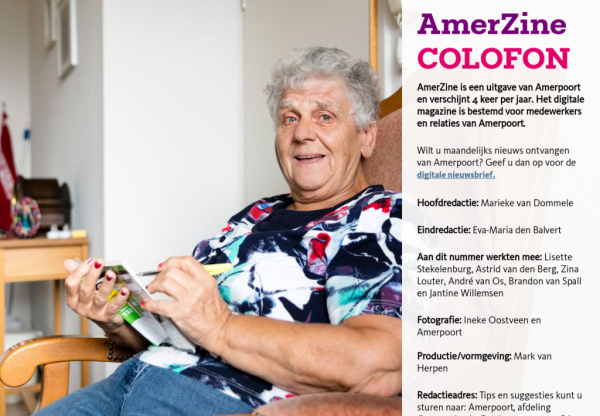 AmerZine
COLOFON
AmerZine is een uitgave van Amerpoort
en verschijnt 4 keer per jaar. Het digitale
magazine is bestemd voor medewerkers
en relaties van Amerpoort.
Wilt u maandelijks nieuws ontvangen
van Amerpoort? Geef u dan op voor de
digitale nieuwsbrief.
Hoofdredactie: Marieke van Dommele
Eindredactie: Eva-Maria den Balvert
Aan dit nummer werkten mee: Lisette
Stekelenburg, Astrid van den Berg, Zina
Louter, André van Os, Brandon van Spall
en Jantine Willemsen
Fotografie: Ineke Oostveen en
Amerpoort
Productie/vormgeving: Mark van
Herpen
Redactieadres: Tips en suggesties kunt u
sturen naar: Amerpoort, afdeling